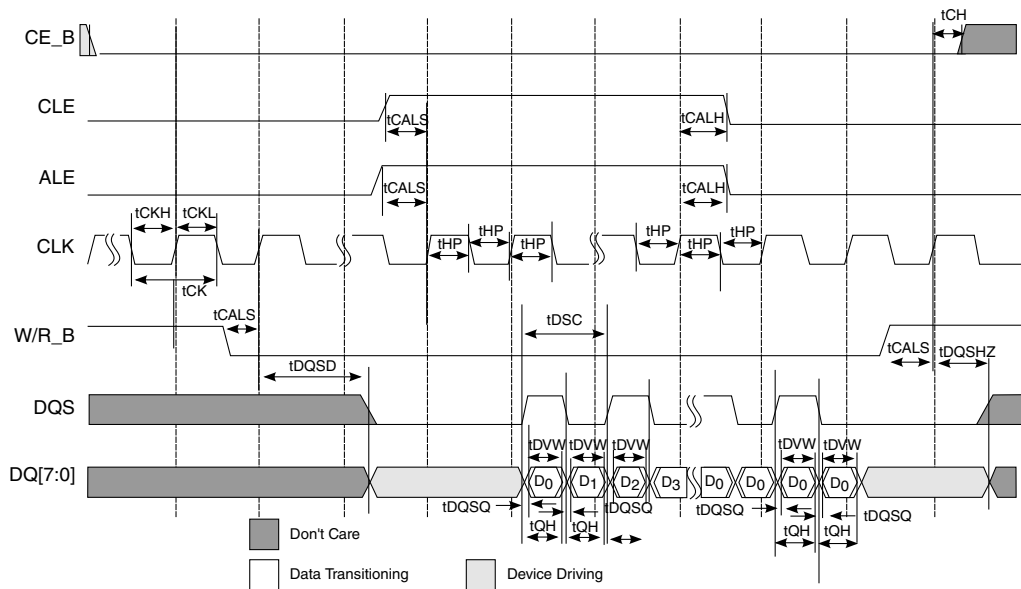 tCH
CE_B
CLE
tCALS tCALH
ALE
tCALS tCALH
tCKH tCKL
CLK
tHP tHP tHP tHP tHP tHP
tCK
tCALS
W/R_B
tDSC
tCALS tDQSHZ
tDQSD
DQS
tDVW tDVW tDVW tDVW tDVW
DQ[7:0]
D0 D1 D2 D3 D0 D0 D0 D0
tDQSQ tDQSQ tDQSQ tDQSQ
tQH tQH tQH tQH
Don't Care
Data Transitioning Device Driving